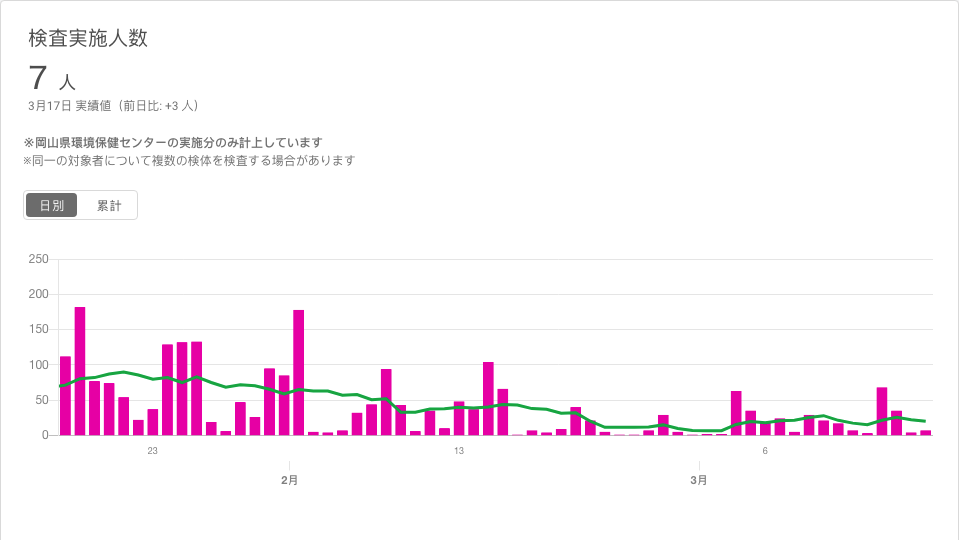 検査実施人数
7 人
3月17日 実績値（前日比: +3 人）
※岡山県環境保健センターの実施分のみ計上しています
※同一の対象者について複数の検体を検査する場合があります
日別 累計
250
200
150
100
50
0
23 13 6
2月 3月